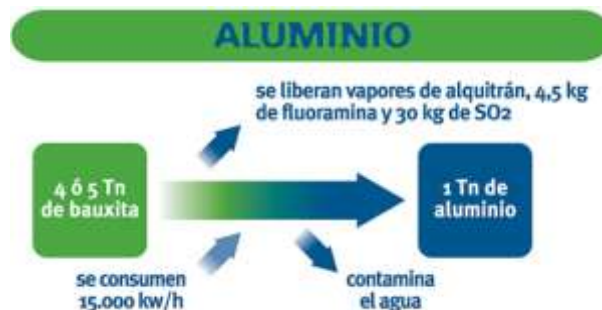 ALUMINIO
se liberan vapores de alquitrán, 4,5 kg
de fluoramina y 30 kg de SO2
4 ó 5 Tn
de bauxita
1 Tn de
aluminio
se consumen
15.000 kw/h
contamina
el agua